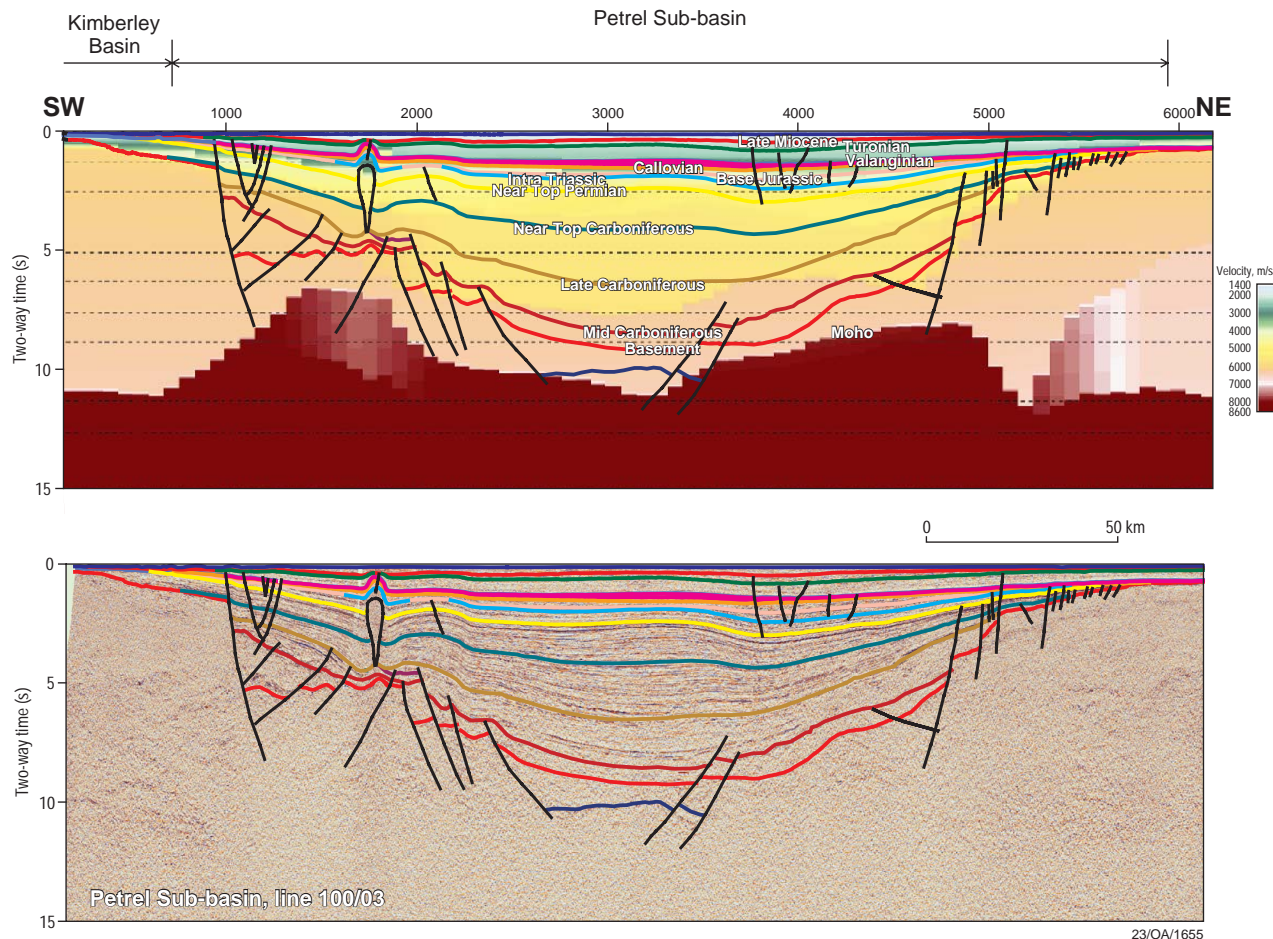 Petrel Sub-basin
Kimberley
Basin
SW
NE
1000 2000 3000 4000 5000 6000
0
5
10
15
Two-way time (s)
Late Miocene
Turonian
Valanginian
Callovian
Base Jurassic
Intra Triassic
Near Top Permian
Near Top Carboniferous
Late Carboniferous
Mid Carboniferous
Moho
Basement
Velocity, m/s
1400
2000
3000
4000
5000
6000
7000
8000
8600
0 50 km
0
5
10
15
Two-way time (s)
Petrel Sub-basin, line 100/03
23/OA/1655